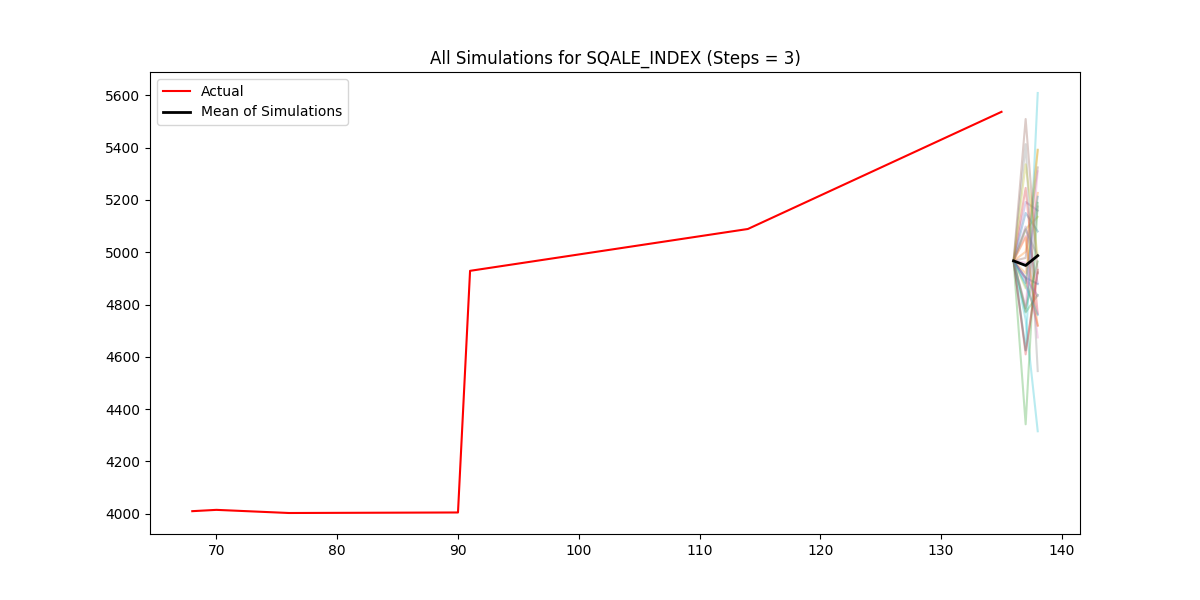 All Simulations for SQALE_INDEX (Steps = 3)
Actual
Mean of Simulations
5600
5400
5200
5000
4800
4600
4400
4200
4000
70 80 90 100 110 120 130 140